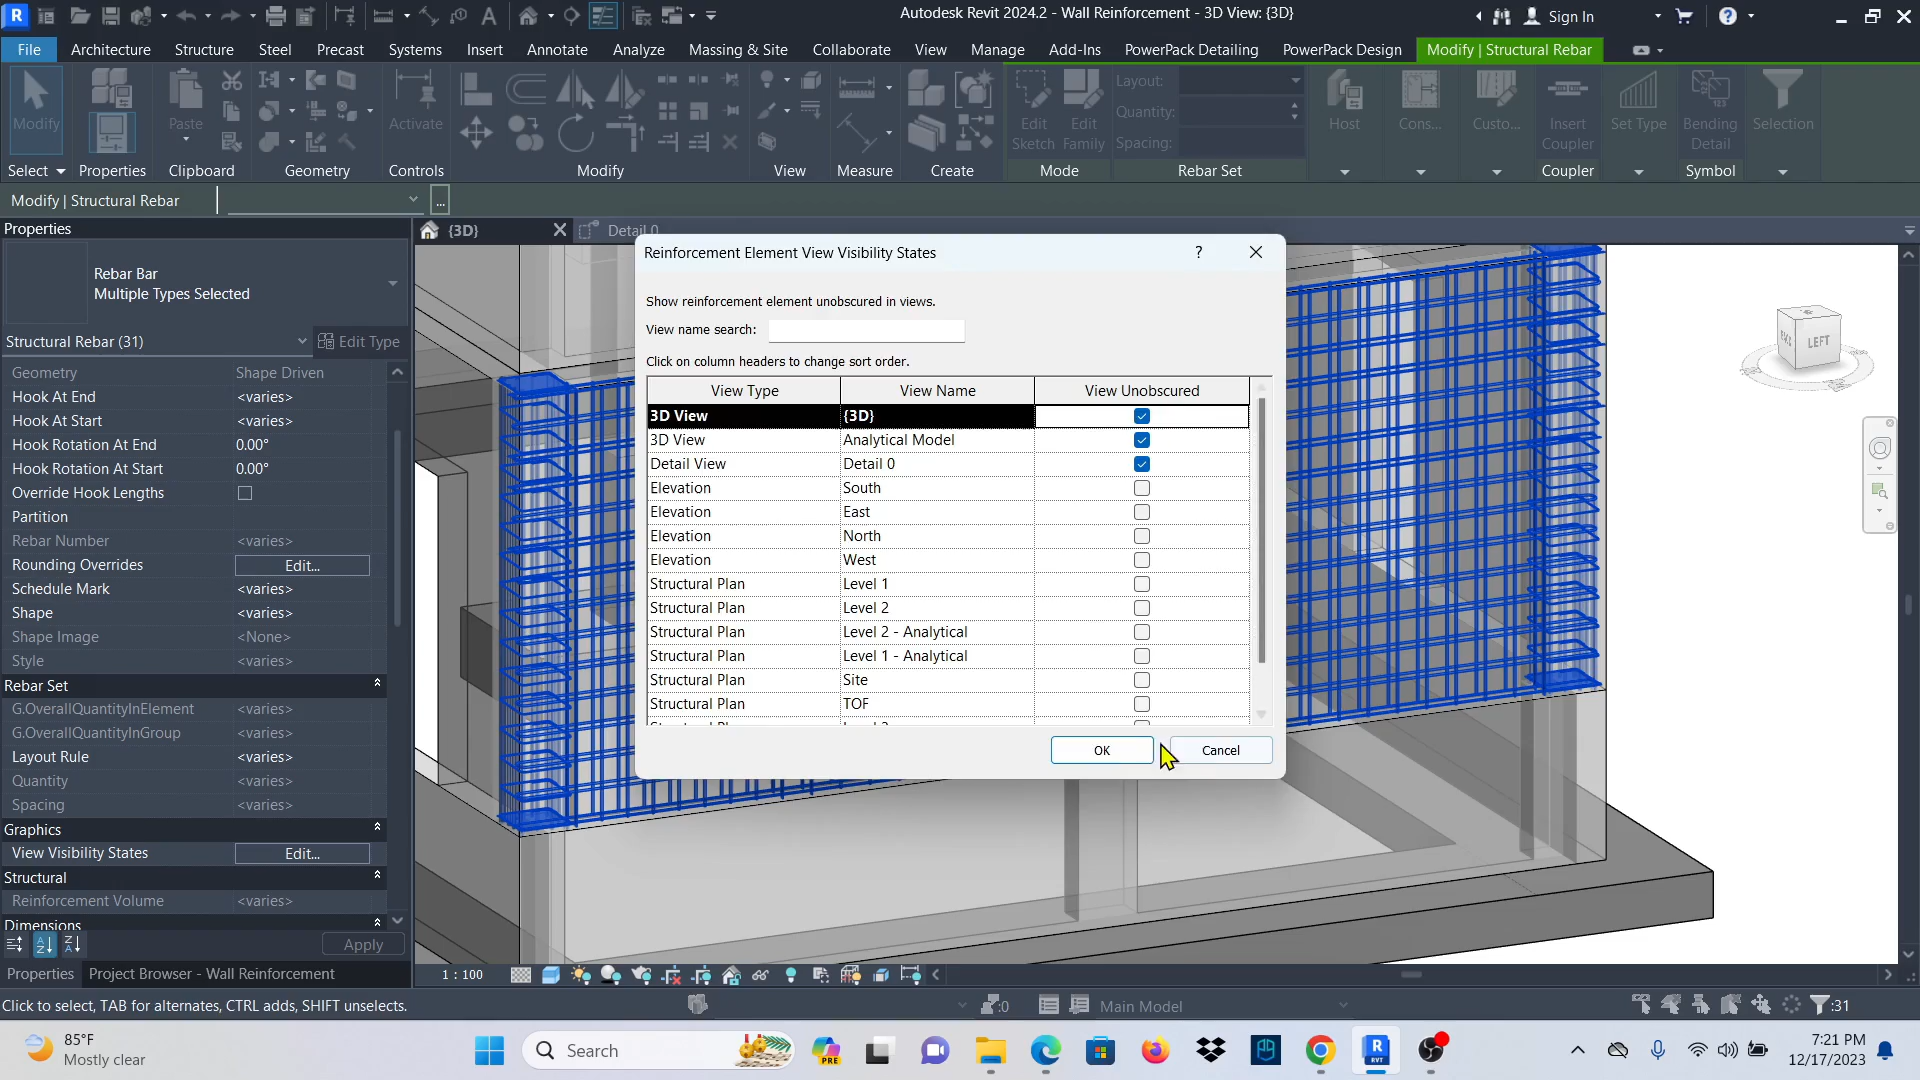 Autodesk Revit 2024.2 - Wall Reinforcement - 3D View: {3D}
Sign In
File Architecture Structure Steel Precast Systems Insert Annotate Analyze Massing & Site Collaborate View Manage Add-Ins PowerPack Detailing PowerPack Design Modify | Structural Rebar
Modify
Paste
Activate
Edit Sketch
Edit Family
Layout:
Quantity:
Spacing:
Host
Cons...
Custo...
Insert Coupler
Set Type
Bending Detail
Selection
Select Properties Clipboard Geometry Controls Modify View Measure Create Mode Rebar Set Coupler Symbol
Modify | Structural Rebar
...
Properties
{3D}
Detail 0
Rebar Bar
Multiple Types Selected
Structural Rebar (31)
Edit Type
Geometry Shape Driven
Hook At End <varies>
Hook At Start <varies>
Hook Rotation At End 0.00°
Hook Rotation At Start 0.00°
Override Hook Lengths
Partition
Rebar Number <varies>
Rounding Overrides Edit...
Schedule Mark <varies>
Shape <varies>
Shape Image <None>
Style <varies>
Rebar Set
G.OverallQuantityInElement <varies>
G.OverallQuantityInGroup <varies>
Layout Rule <varies>
Quantity <varies>
Spacing <varies>
Graphics
View Visibility States Edit...
Structural
Reinforcement Volume <varies>
Dimensions
Apply
Properties Project Browser - Wall Reinforcement
Reinforcement Element View Visibility States
?
Show reinforcement element unobscured in views.
View name search:
Click on column headers to change sort order.
View Type View Name View Unobscured
3D View {3D}
3D View Analytical Model
Detail View Detail 0
Elevation South
Elevation East
Elevation North
Elevation West
Structural Plan Level 1
Structural Plan Level 2
Structural Plan Level 2 - Analytical
Structural Plan Level 1 - Analytical
Structural Plan Site
Structural Plan TOF
OK
Cancel
LEFT
1 : 100
Click to select, TAB for alternates, CTRL adds, SHIFT unselects.
:0
Main Model
:31
85°F
Mostly clear
Search
PRE
R
RVT
7:21 PM
12/17/2023